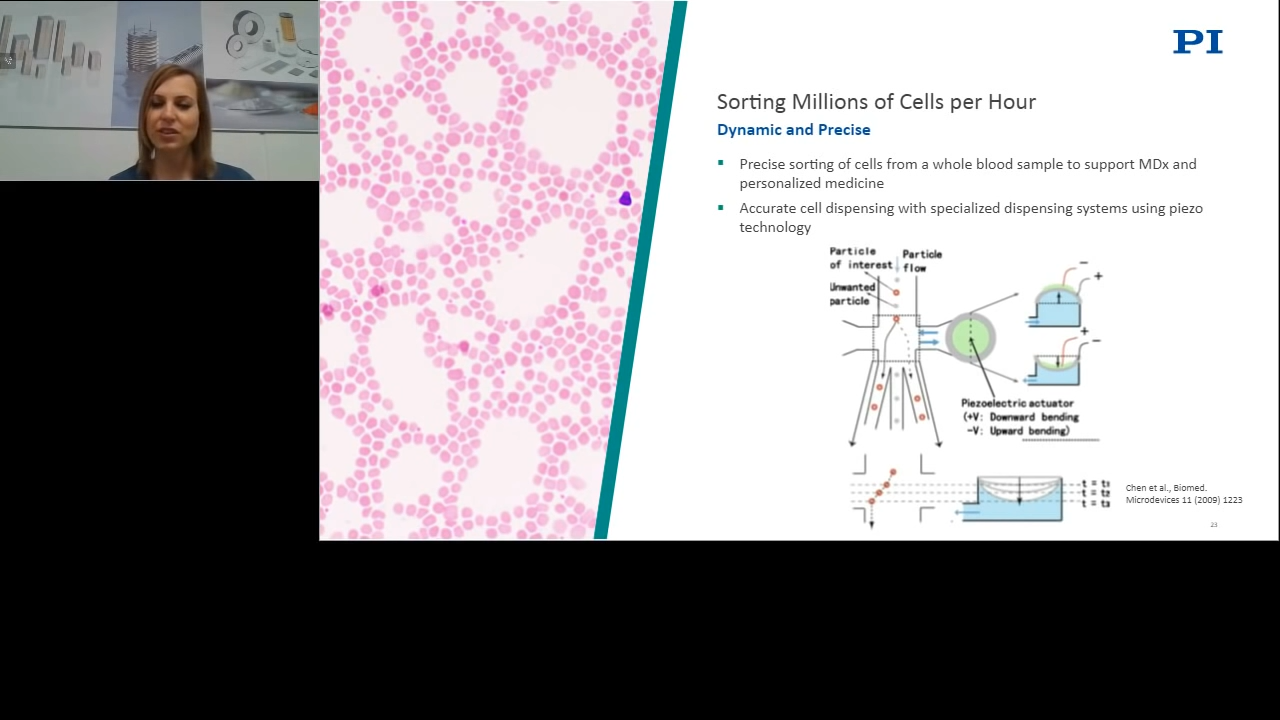 PI
Sorting Millions of Cells per Hour
Dynamic and Precise
Precise sorting of cells from a whole blood sample to support MDx and
personalized medicine
Accurate cell dispensing with specialized dispensing systems using piezo
technology
Particle
of interest
Particle
flow
Unwanted
particle
−
+
+
−
Piezoelectric actuator
(+V: Downward bending
−V: Upward bending)
t = t₁
t = t₂
t = t₃
Chen et al., Biomed.
Microdevices 11 (2009) 1223
23